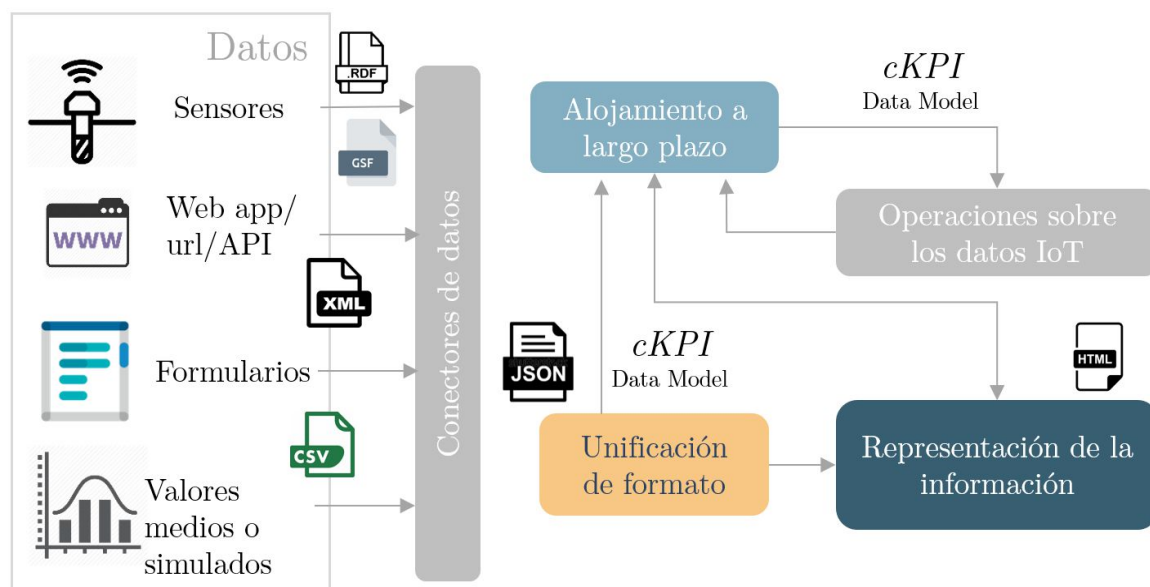 Datos
.RDF
Sensores
GSF
Web app/
url/API
WWW
XML
Formularios
CSV
Valores
medios o
simulados
Conectores de datos
Alojamiento a
largo plazo
cKPI
Data Model
Operaciones sobre
los datos IoT
JSON
cKPI
Data Model
HTML
Unificación
de formato
Representación de la
información